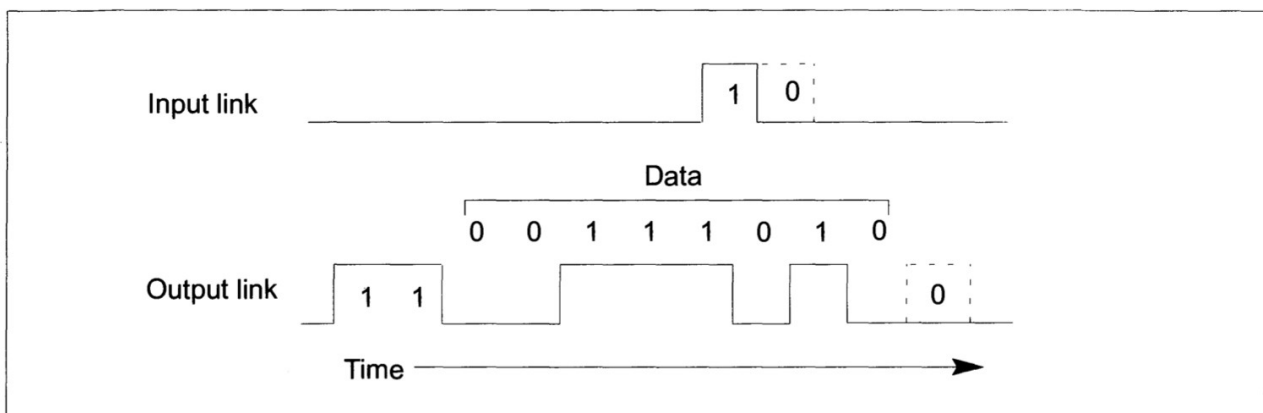 Input link 1 0
Data
0 0 1 1 1 0 1 0
Output link 1 1 0
Time